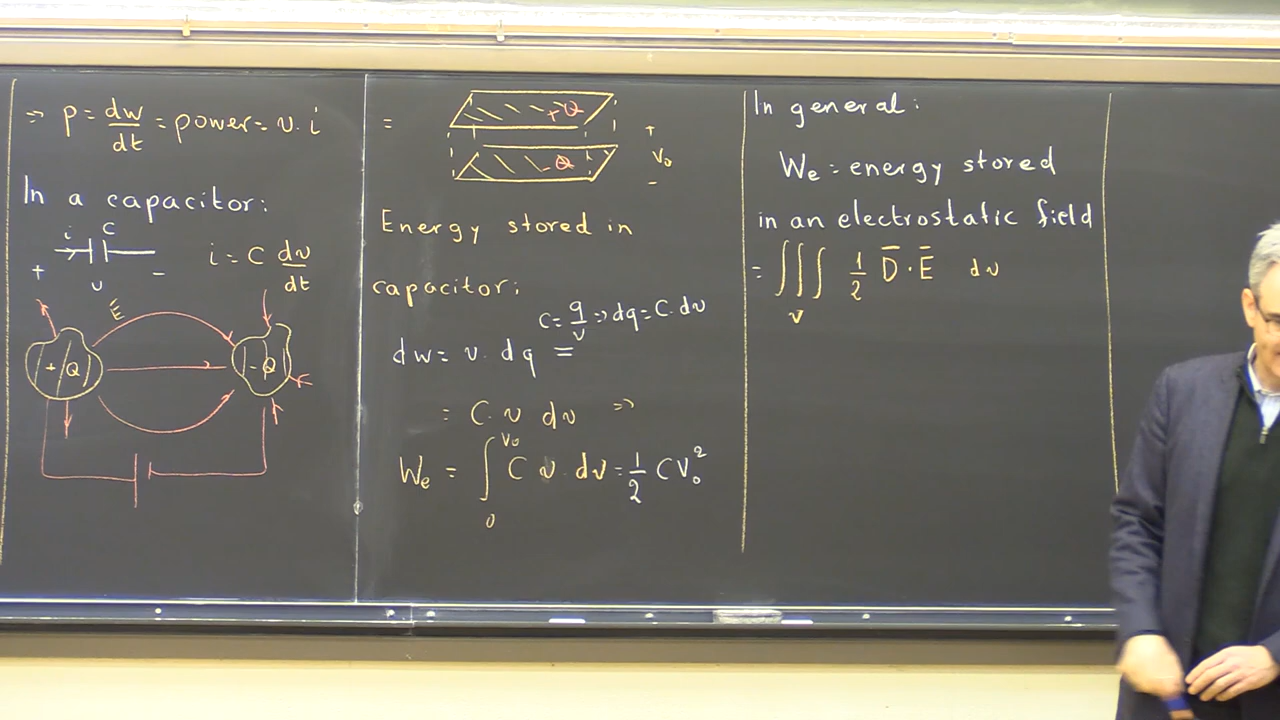 ⇒ p = dw/dt = power = v . i
In a capacitor:
i C
+ v -
i = C dv/dt
Ē
+ Q
- Q
=
+Q
-Q
+
V₀
-
Energy stored in
capacitor:
C = q/v ⇒ dq = C . dv
dw = v . dq =
= C . v dv ⇒
We = ∫₀^V₀ C v . dv = 1/2 C V₀²
In general:
We = energy stored
in an electrostatic field
= ∭_v 1/2 D̄ · Ē dv